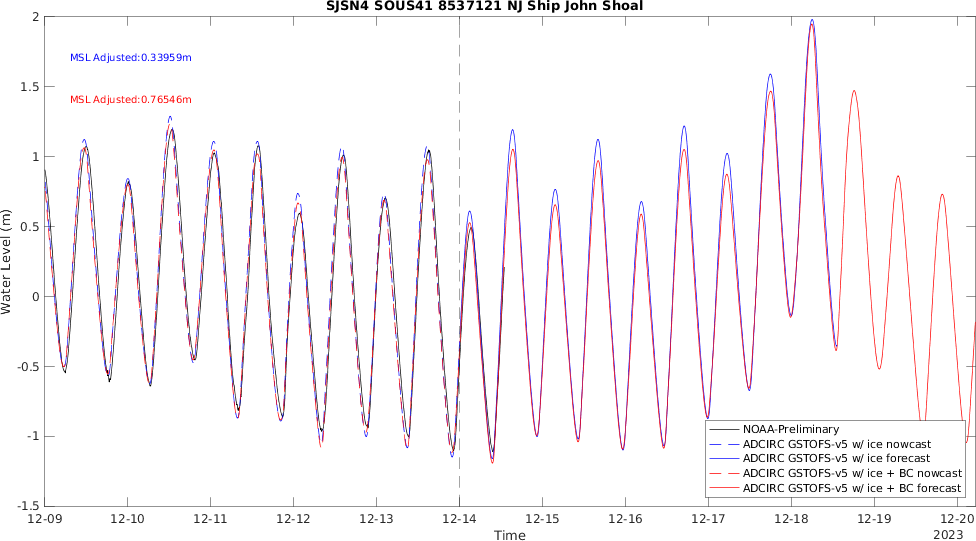 SJSN4 SOUS41 8537121 NJ Ship John Shoal
MSL Adjusted:0.33959m
MSL Adjusted:0.76546m
Water Level (m)
2
1.5
1
0.5
0
-0.5
-1
-1.5
NOAA-Preliminary
ADCIRC GSTOFS-v5 w/ ice nowcast
ADCIRC GSTOFS-v5 w/ ice forecast
ADCIRC GSTOFS-v5 w/ ice + BC nowcast
ADCIRC GSTOFS-v5 w/ ice + BC forecast
12-09 12-10 12-11 12-12 12-13 12-14 12-15 12-16 12-17 12-18 12-19 12-20
Time
2023